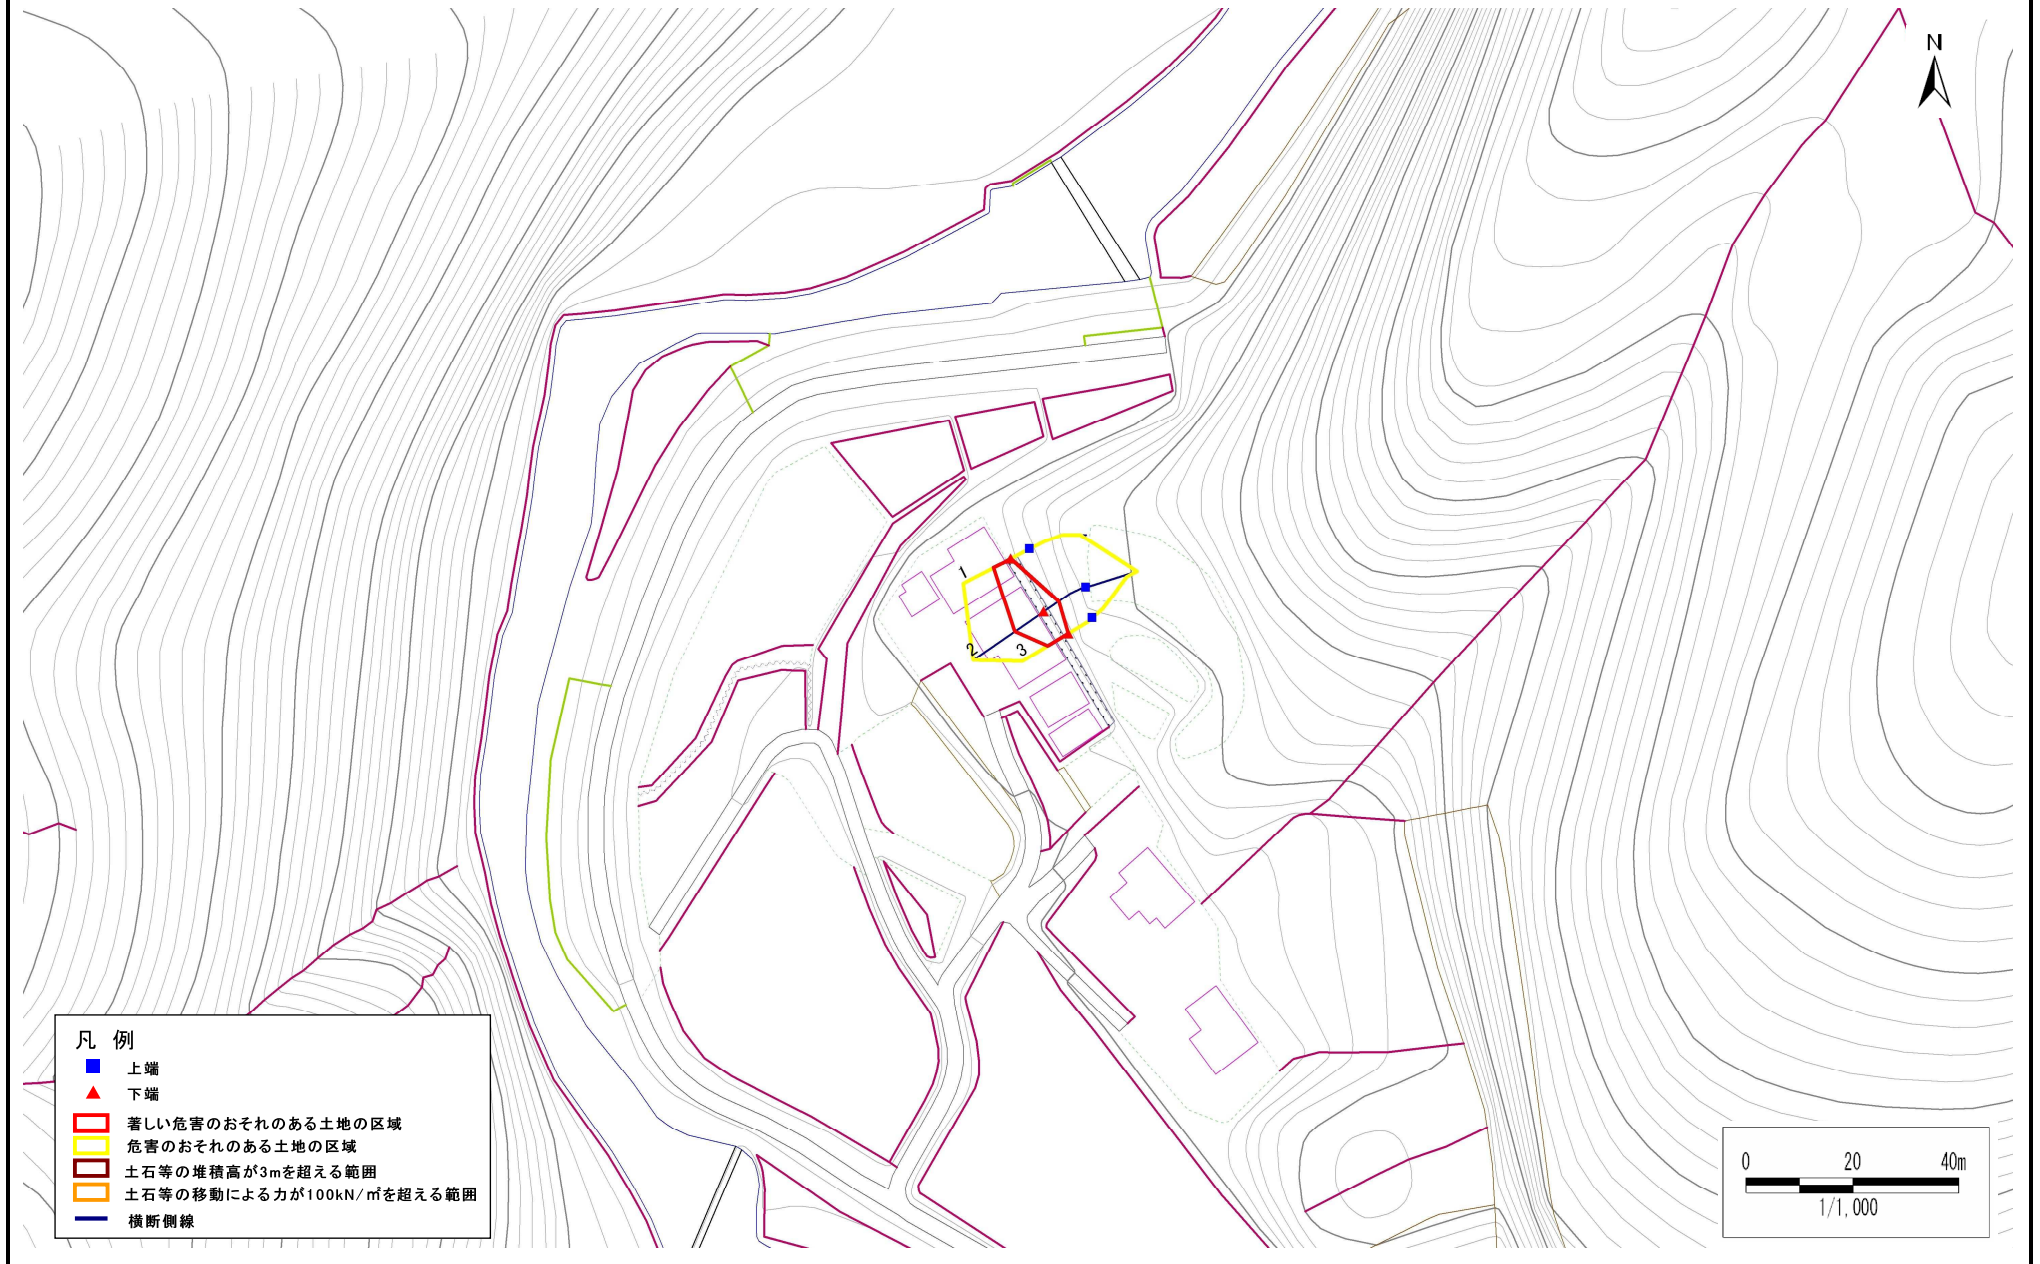 N
1
2
3
凡 例
上端
下端
著しい危害のおそれのある土地の区域
危害のおそれのある土地の区域
土石等の堆積高が3mを超える範囲
土石等の移動による力が100kN/㎡を超える範囲
横断側線
0 20 40m
1/1,000